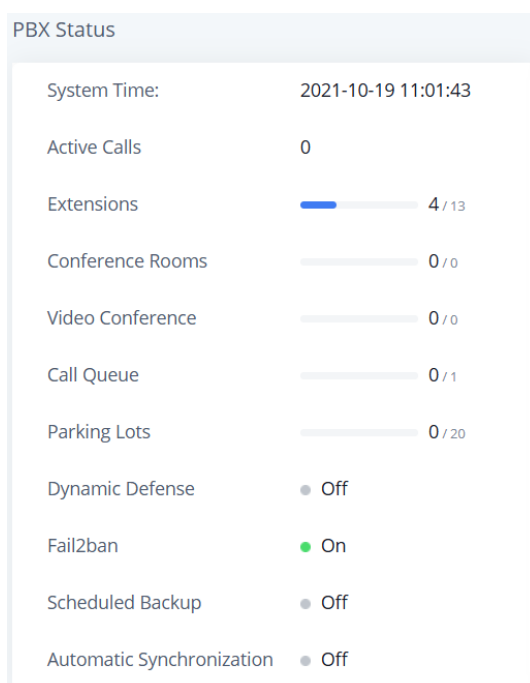 PBX Status
System Time: 2021-10-19 11:01:43
Active Calls 0
Extensions 4 / 13
Conference Rooms 0 / 0
Video Conference 0 / 0
Call Queue 0 / 1
Parking Lots 0 / 20
Dynamic Defense Off
Fail2ban On
Scheduled Backup Off
Automatic Synchronization Off